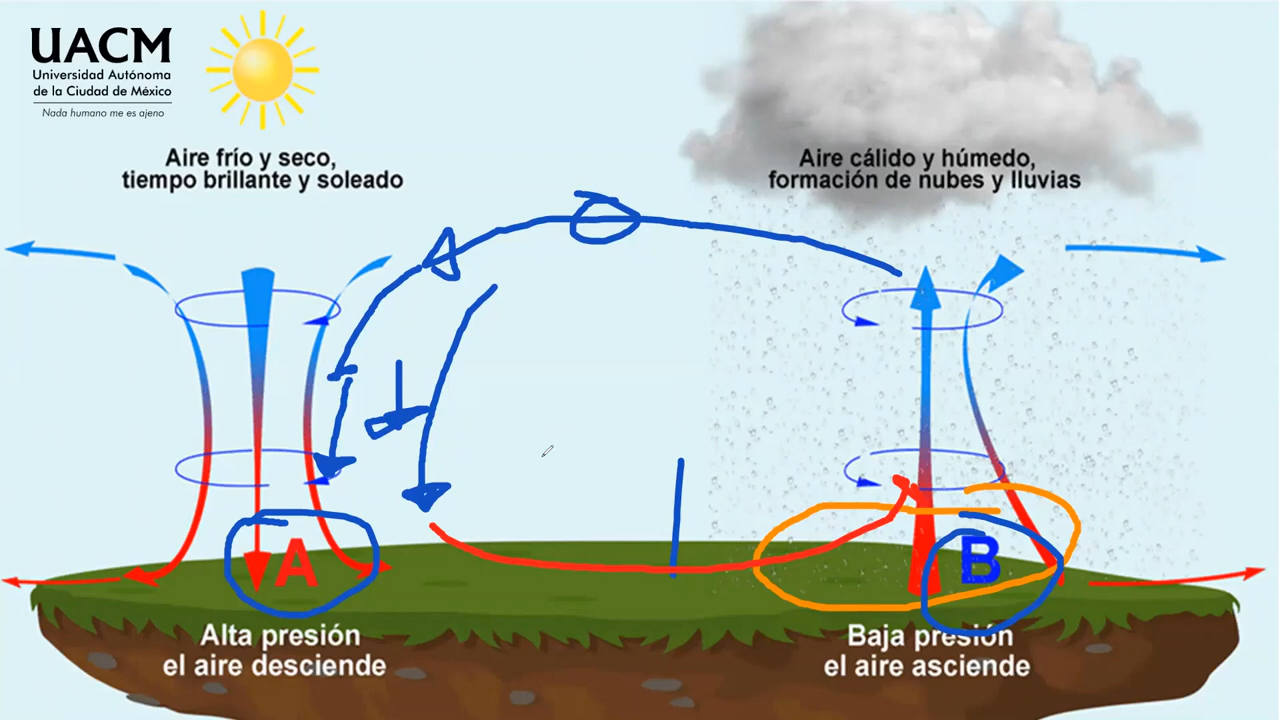 UACM
Universidad Autónoma
de la Ciudad de México
Nada humano me es ajeno
Aire frío y seco,
tiempo brillante y soleado
Aire cálido y húmedo,
formación de nubes y lluvias
A
B
Alta presión
el aire desciende
Baja presión
el aire asciende